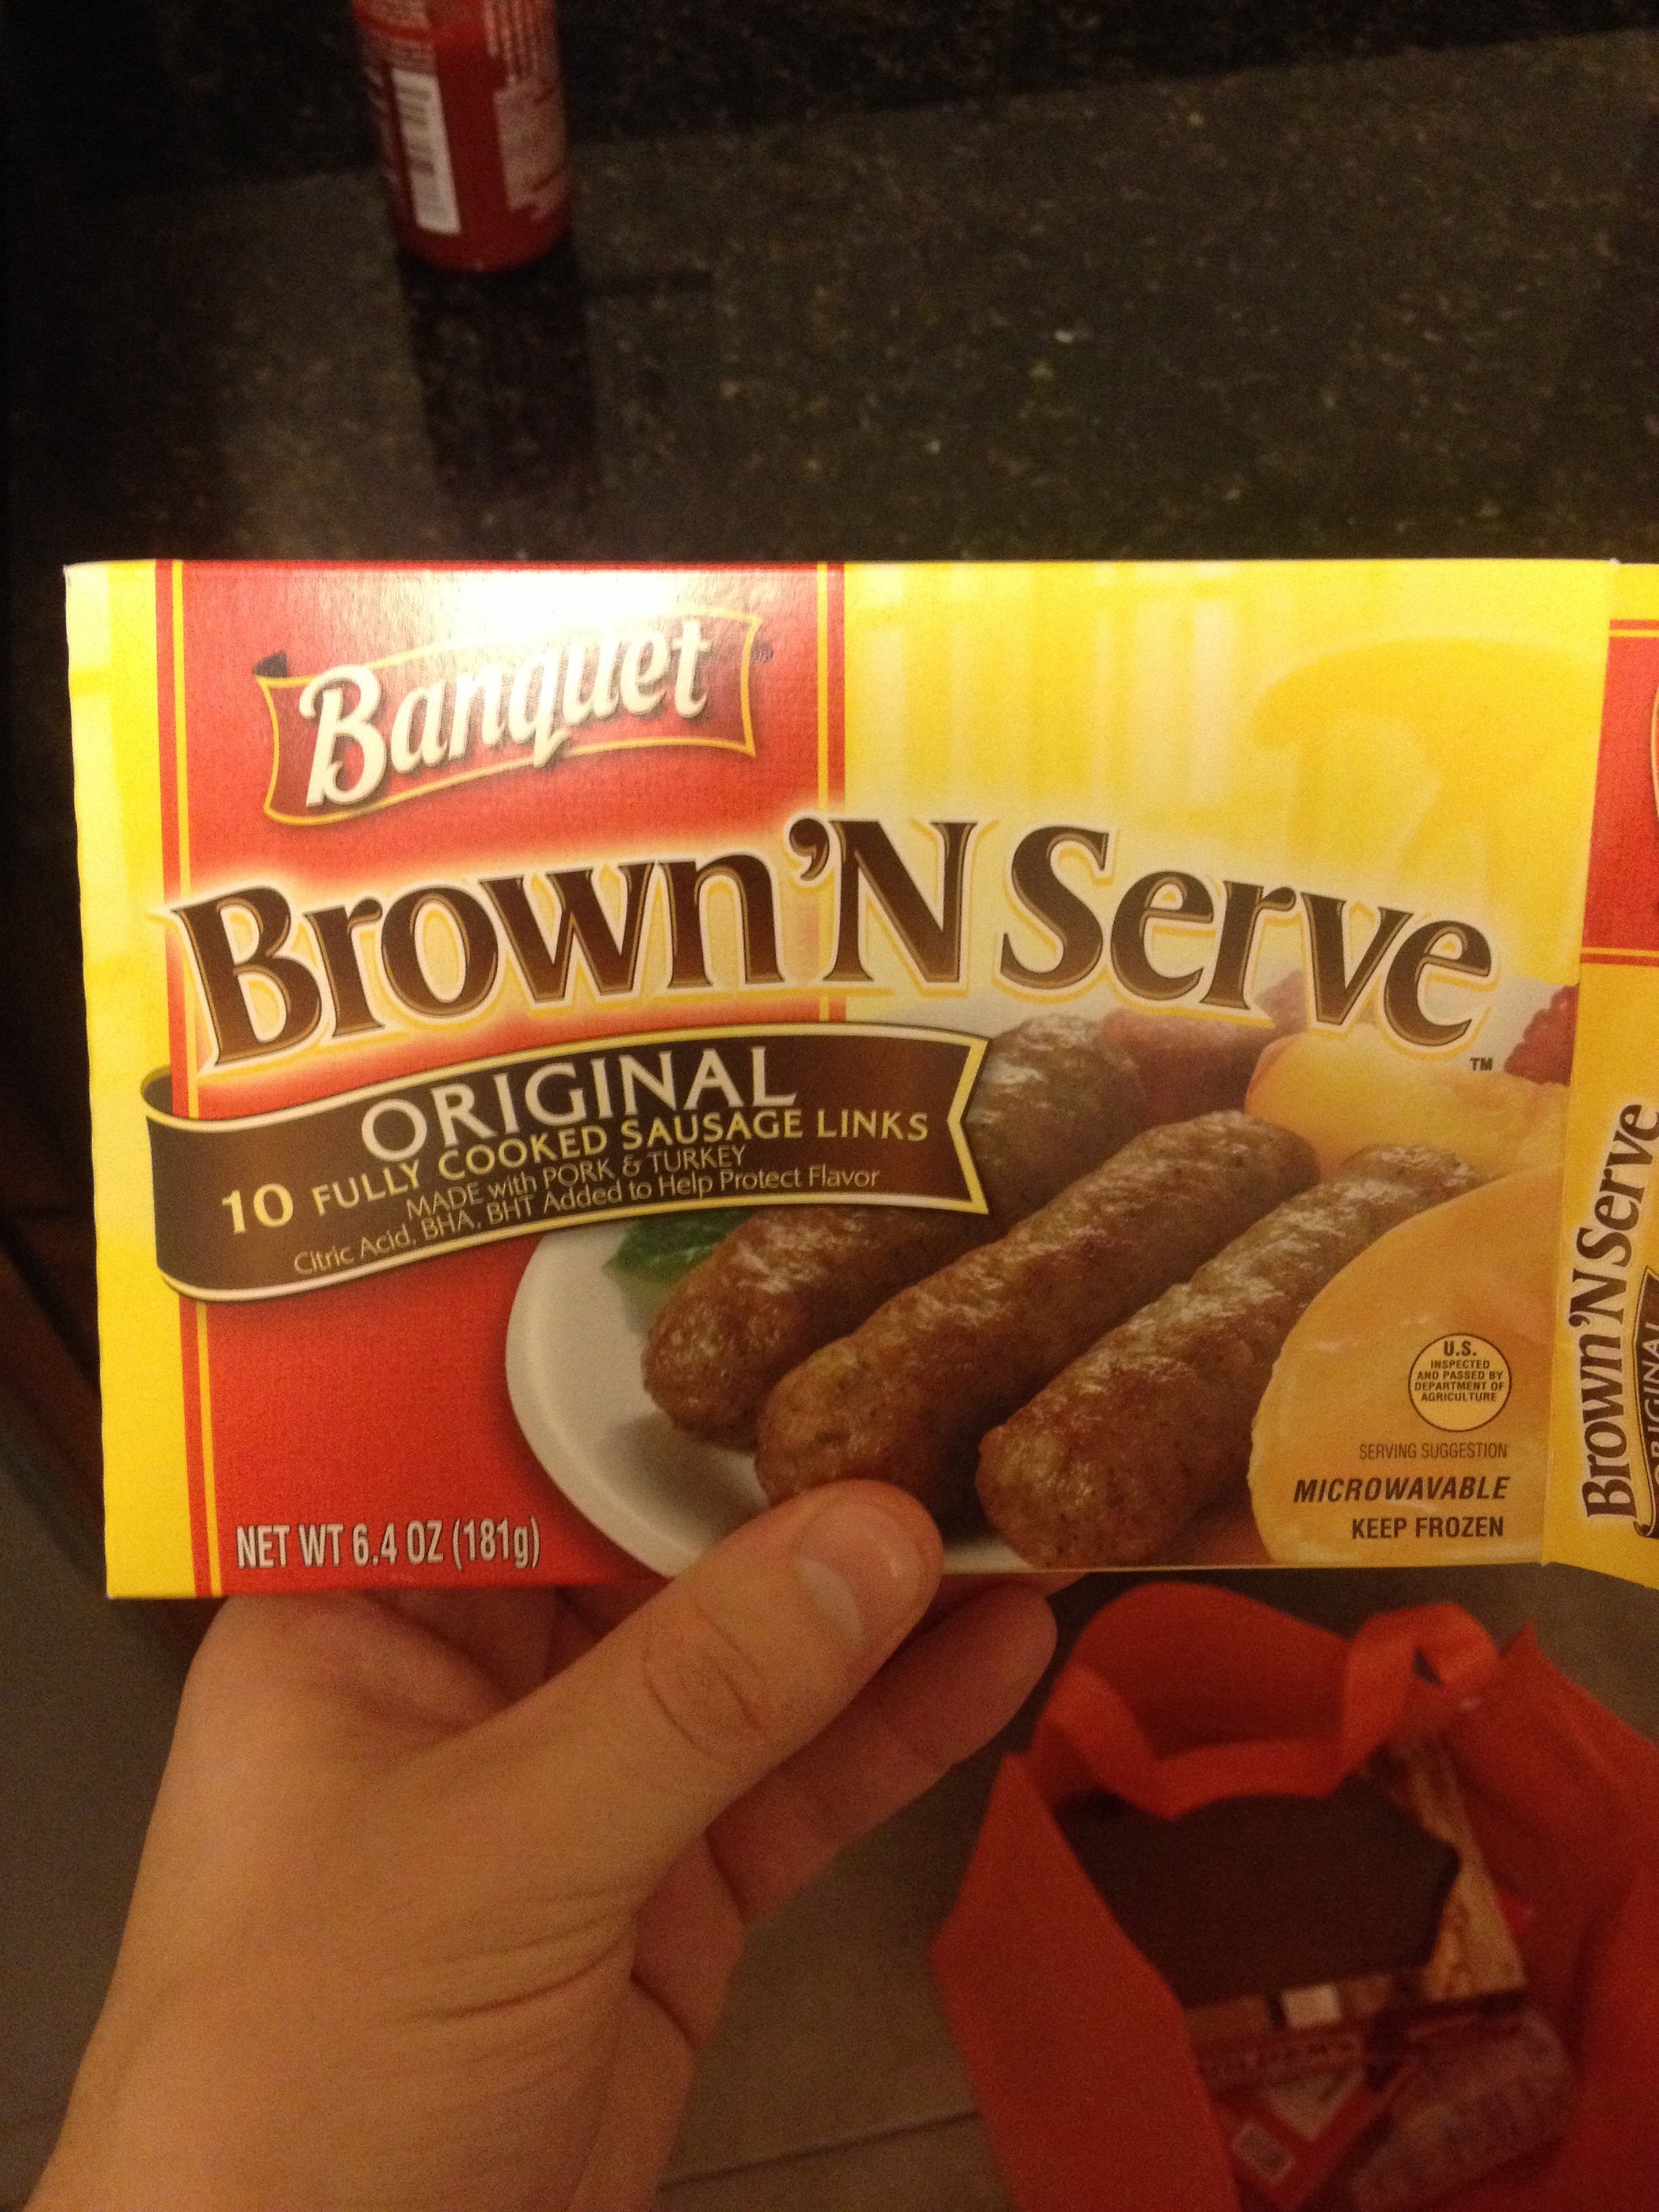 Banquet
Brown'N Serve
TM
ORIGINAL
10 FULLY COOKED SAUSAGE LINKS
MADE with PORK & TURKEY
Citric Acid, BHA, BHT Added to Help Protect Flavor
U.S.
INSPECTED
AND PASSED BY
DEPARTMENT OF
AGRICULTURE
SERVING SUGGESTION
MICROWAVABLE
KEEP FROZEN
NET WT 6.4 OZ (181g)
Brown'N Serve
ORIGINAL